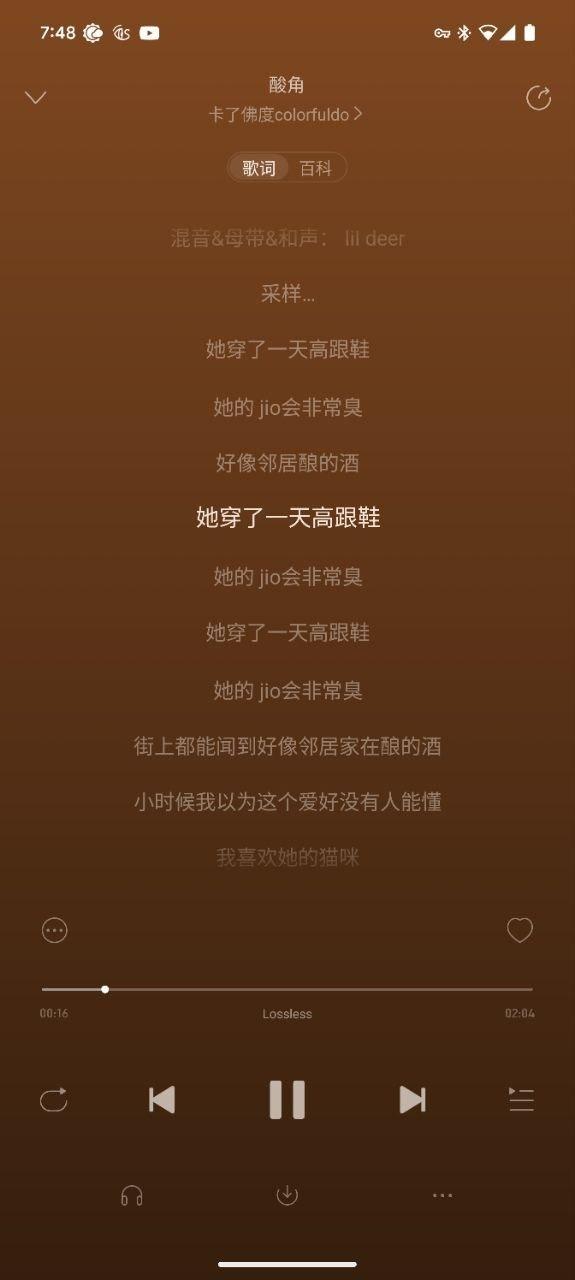 7:48
酸角
卡了佛度colorfuldo
歌词 百科
混音&母带&和声： lil deer
采样…
她穿了一天高跟鞋
她的 jio会非常臭
好像邻居酿的酒
她穿了一天高跟鞋
她的 jio会非常臭
她穿了一天高跟鞋
她的 jio会非常臭
街上都能闻到好像邻居家在酿的酒
小时候我以为这个爱好没有人能懂
我喜欢她的猫咪
00:16 Lossless 02:04